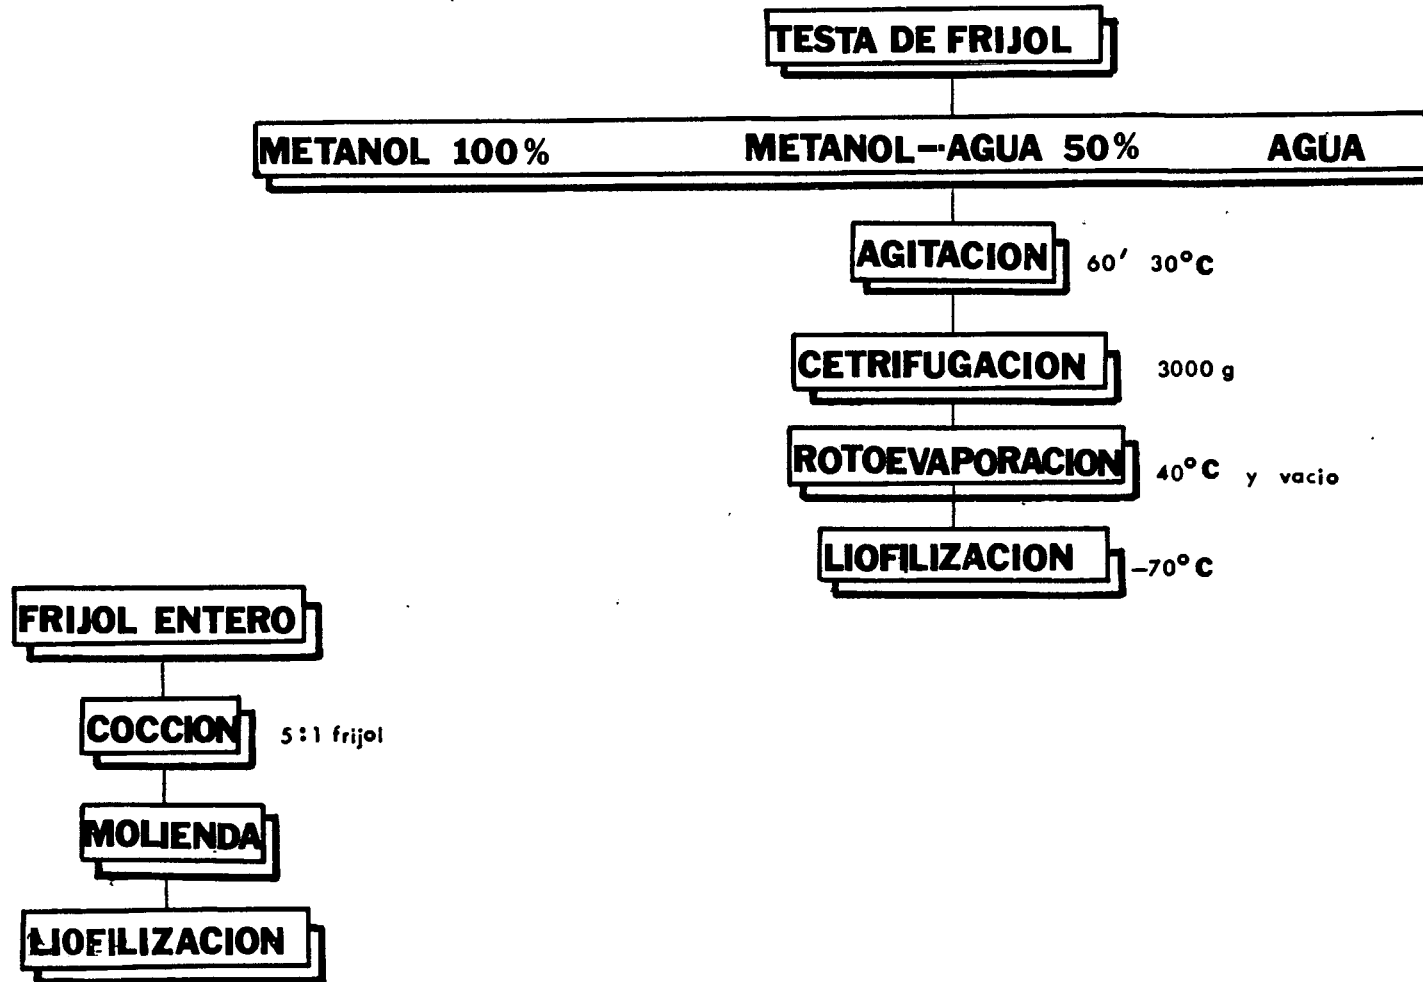 TESTA DE FRIJOL
METANOL 100% METANOL-AGUA 50% AGUA
AGITACION 60' 30°C
CETRIFUGACION 3000 g
ROTOEVAPORACION 40°C y vacio
LIOFILIZACION -70°C
FRIJOL ENTERO
COCCION 5:1 frijol
MOLIENDA
LIOFILIZACION